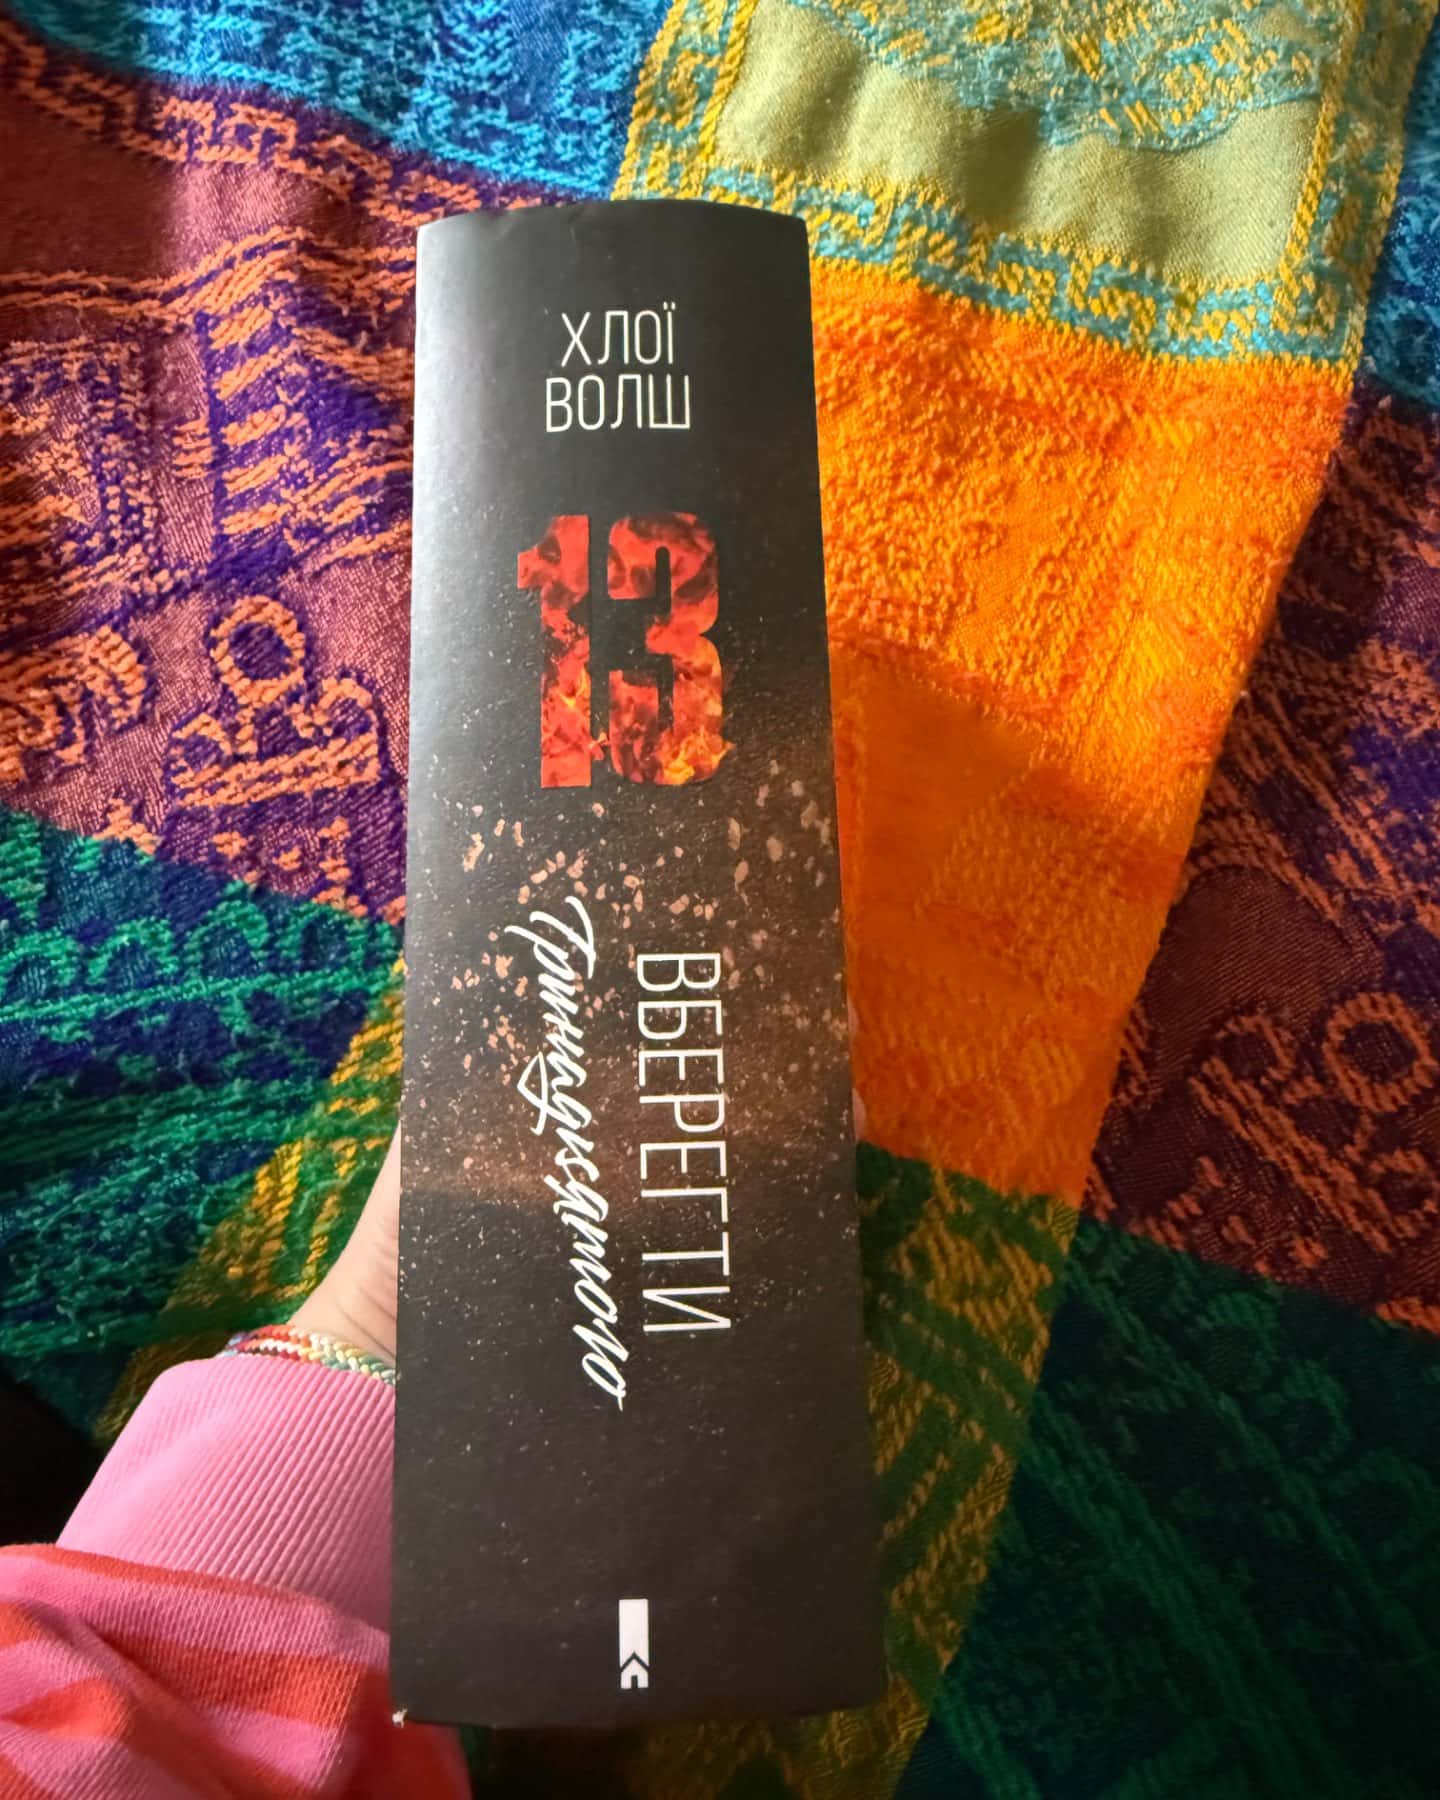 ХЛОЇ
ВОЛШ
13
ВБЕРЕГТИ
Тринадцятого